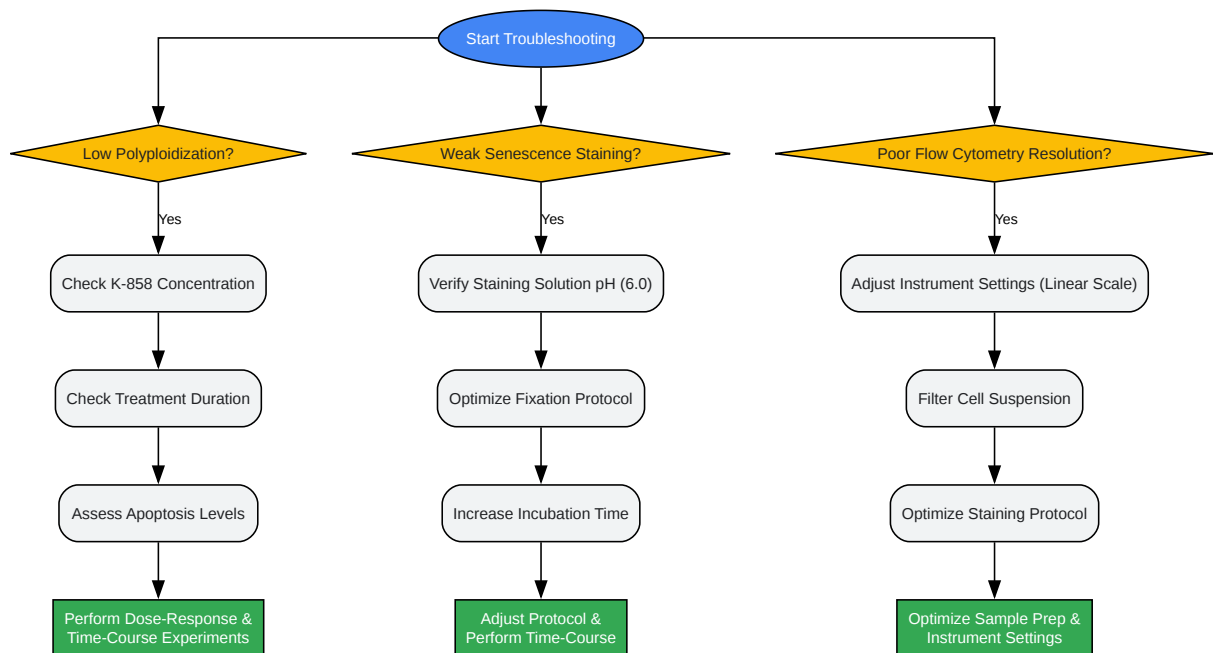 Start Troubleshooting
Low Polyploidization?
Weak Senescence Staining?
Poor Flow Cytometry Resolution?
Yes
Yes
Yes
Check K-858 Concentration
Verify Staining Solution pH (6.0)
Adjust Instrument Settings (Linear Scale)
Check Treatment Duration
Optimize Fixation Protocol
Filter Cell Suspension
Assess Apoptosis Levels
Increase Incubation Time
Optimize Staining Protocol
Perform Dose-Response &
Time-Course Experiments
Adjust Protocol &
Perform Time-Course
Optimize Sample Prep &
Instrument Settings